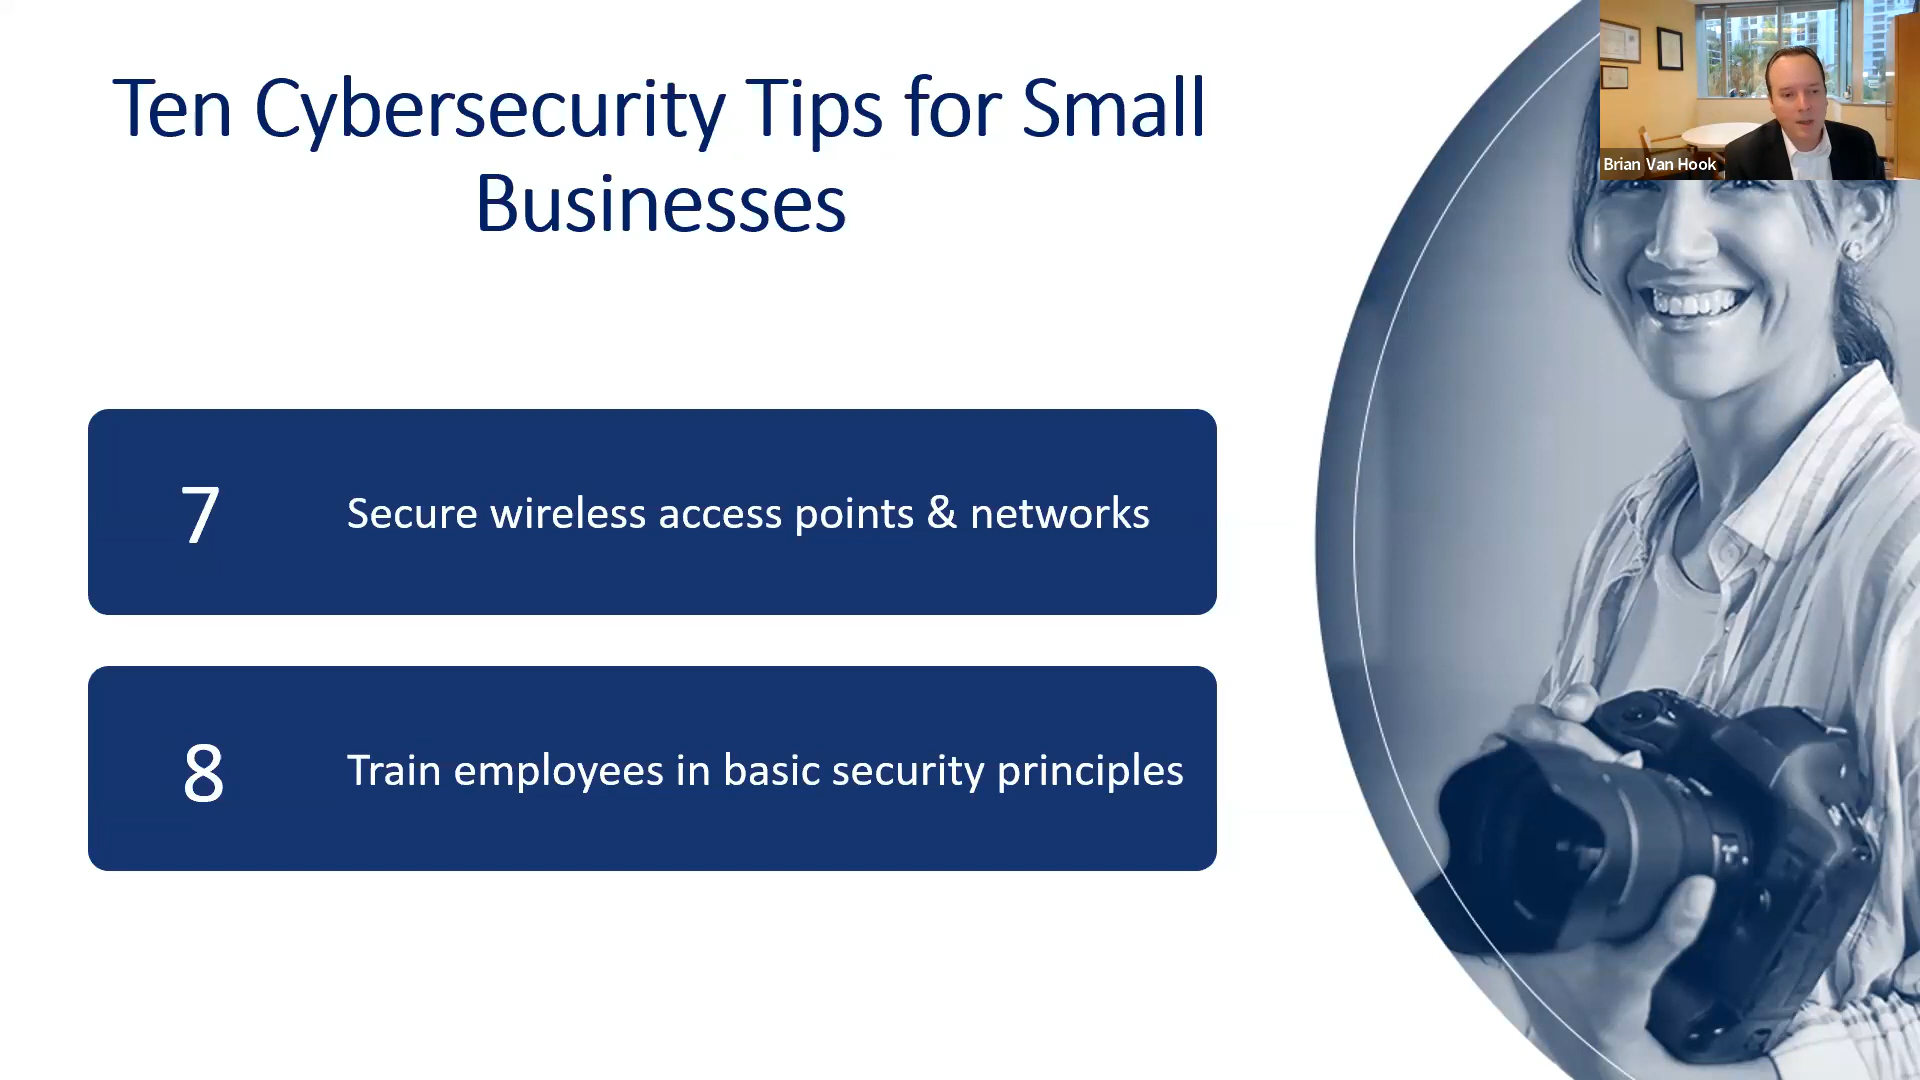 Ten Cybersecurity Tips for Small
Businesses
Brian Van Hook
7
Secure wireless access points & networks
8
Train employees in basic security principles